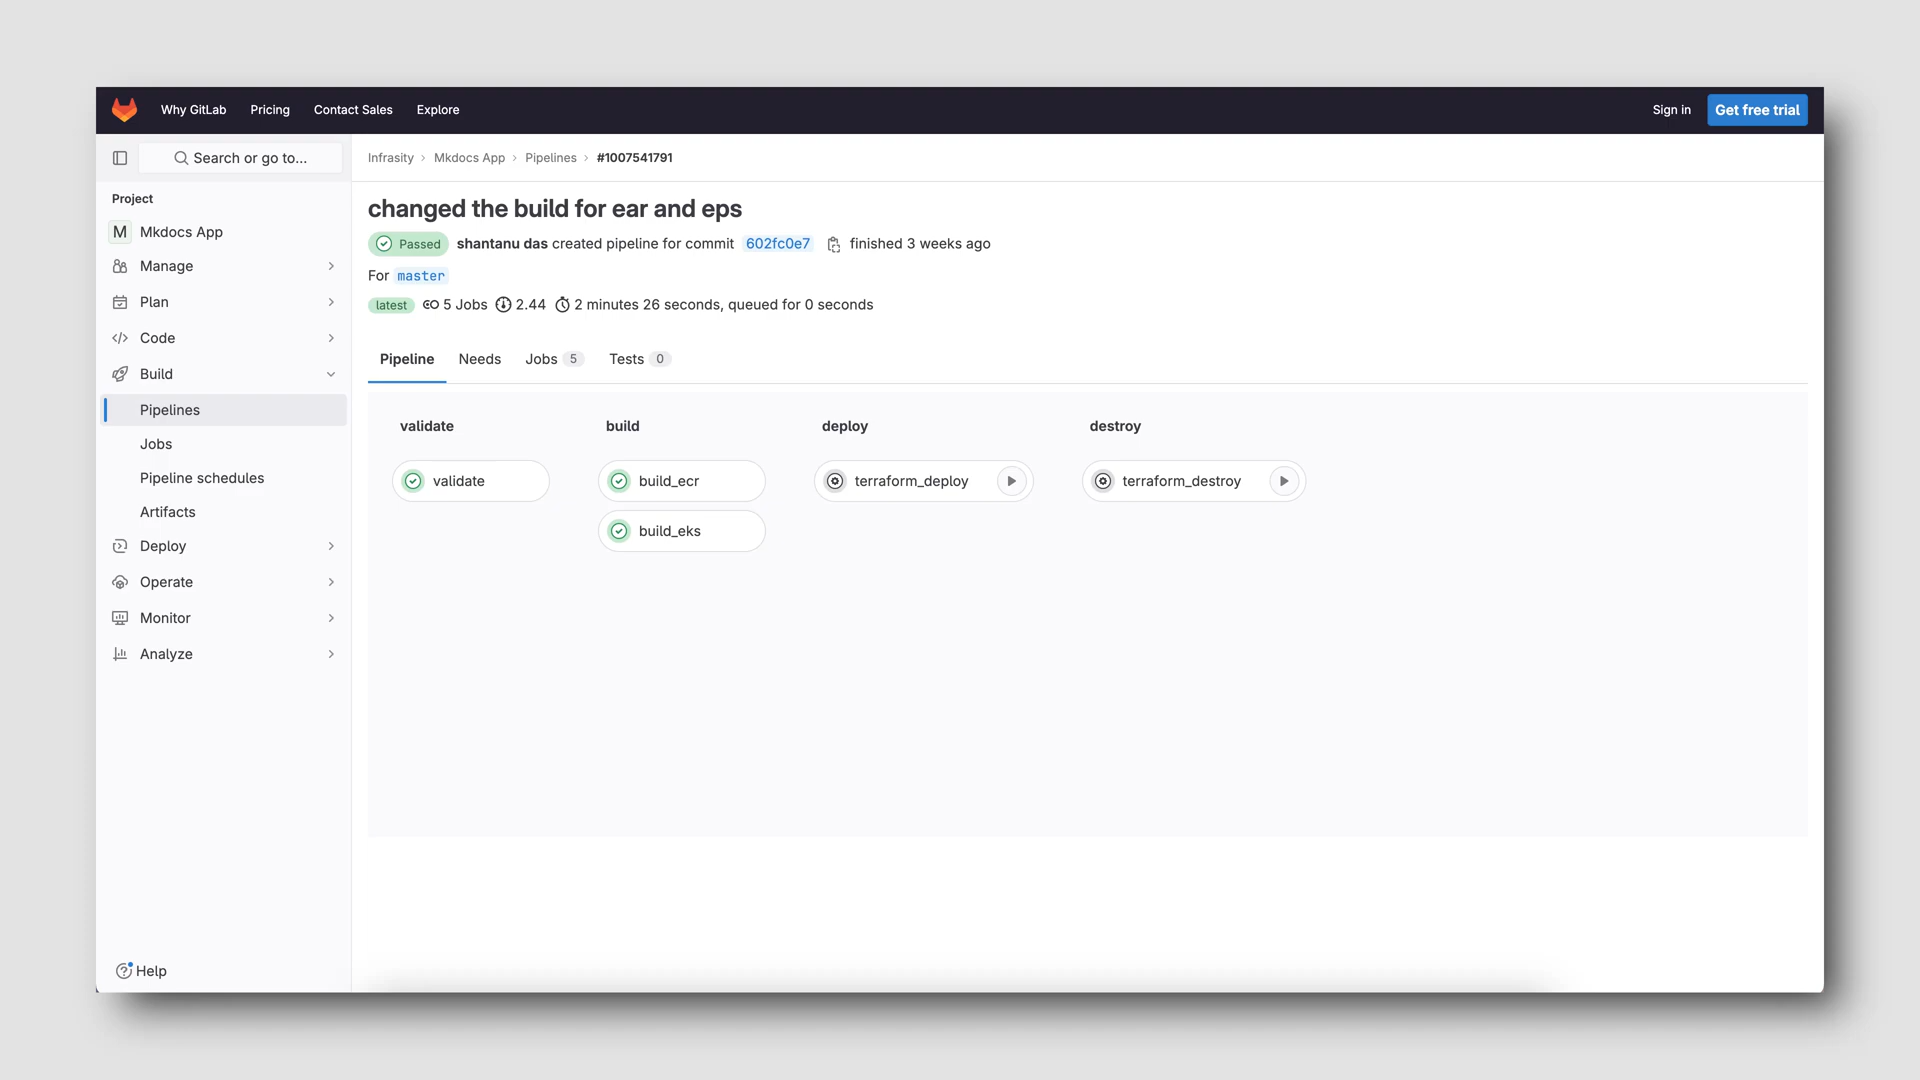 Why GitLab Pricing Contact Sales Explore Sign in Get free trial
Search or go to...
Infrasity > Mkdocs App > Pipelines > #1007541791
Project
M Mkdocs App
Manage
Plan
Code
Build
Pipelines
Jobs
Pipeline schedules
Artifacts
Deploy
Operate
Monitor
Analyze
Help
changed the build for ear and eps
Passed shantanu das created pipeline for commit 602fc0e7 finished 3 weeks ago
For master
latest 5 Jobs 2.44 2 minutes 26 seconds, queued for 0 seconds
Pipeline Needs Jobs 5 Tests 0
validate build deploy destroy
validate build_ecr terraform_deploy terraform_destroy
build_eks